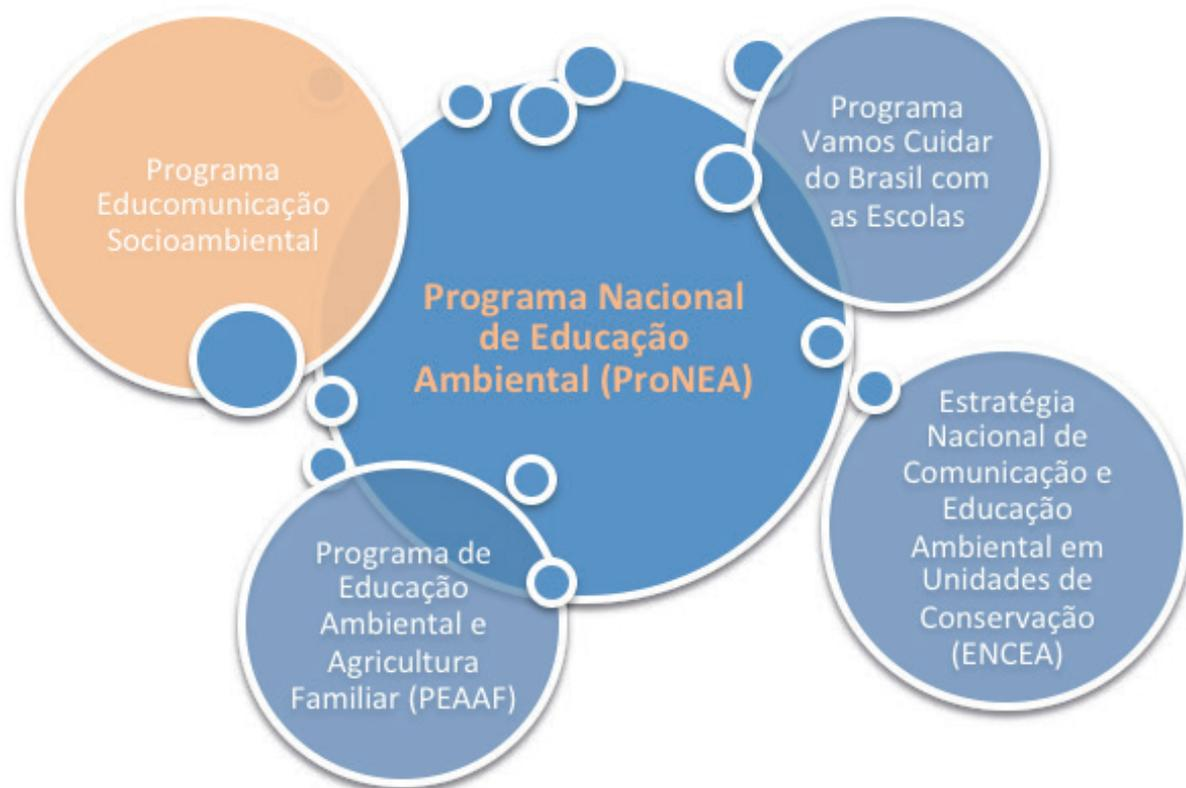 Programa
Educomunicação
Socioambiental
Programa Nacional
de Educação
Ambiental (ProNEA)
Programa
Vamos Cuidar
do Brasil com
as Escolas
Estratégia
Nacional de
Comunicação e
Educação
Ambiental em
Unidades de
Conservação
(ENCEA)
Programa de
Educação
Ambiental e
Agricultura
Familiar (PEAAF)